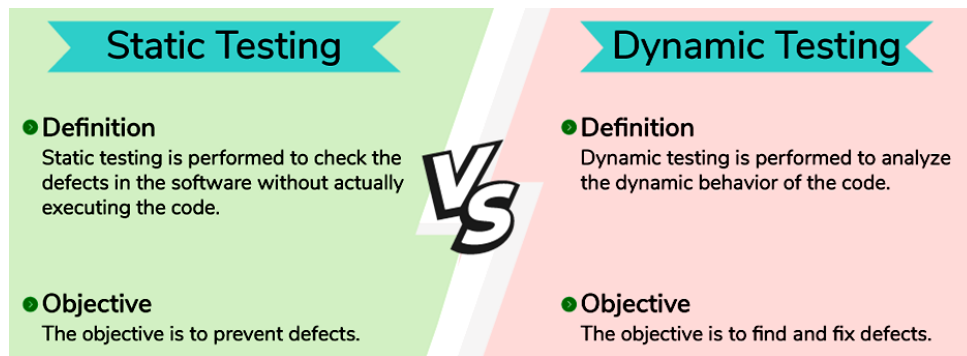 Static Testing
Definition
Static testing is performed to check the
defects in the software without actually
executing the code.
Objective
The objective is to prevent defects.
VS
Dynamic Testing
Definition
Dynamic testing is performed to analyze
the dynamic behavior of the code.
Objective
The objective is to find and fix defects.